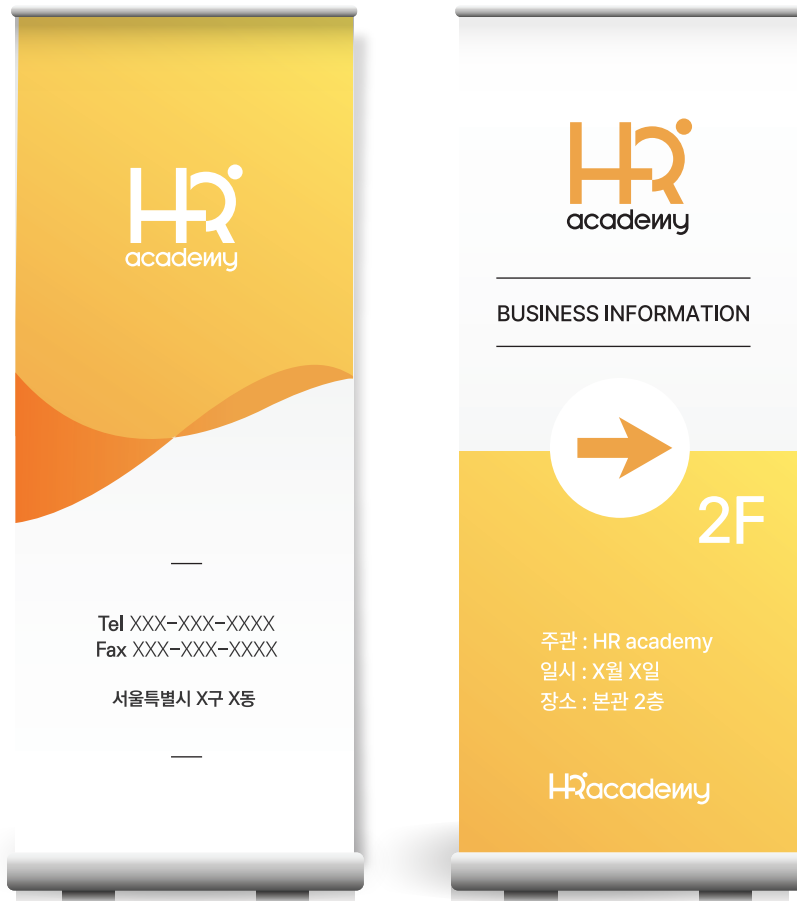 HR
academy
Tel XXX-XXX-XXXX
Fax XXX-XXX-XXXX
서울특별시 X구 X동
HR
academy
BUSINESS INFORMATION
2F
주관 : HR academy
일시 : X월 X일
장소 : 본관 2층
HRacademy